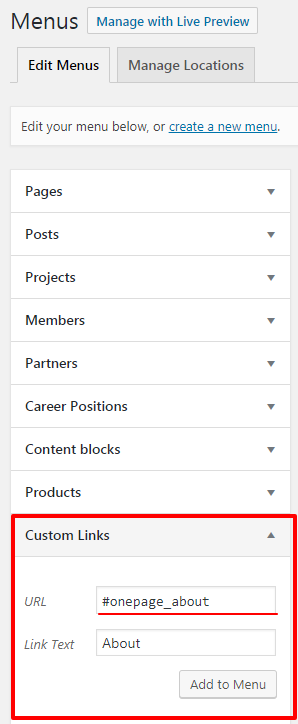 Menus Manage with Live Preview
Edit Menus Manage Locations
Edit your menu below, or create a new menu.
Pages
Posts
Projects
Members
Partners
Career Positions
Content blocks
Products
Custom Links
URL #onepage_about
Link Text About
Add to Menu